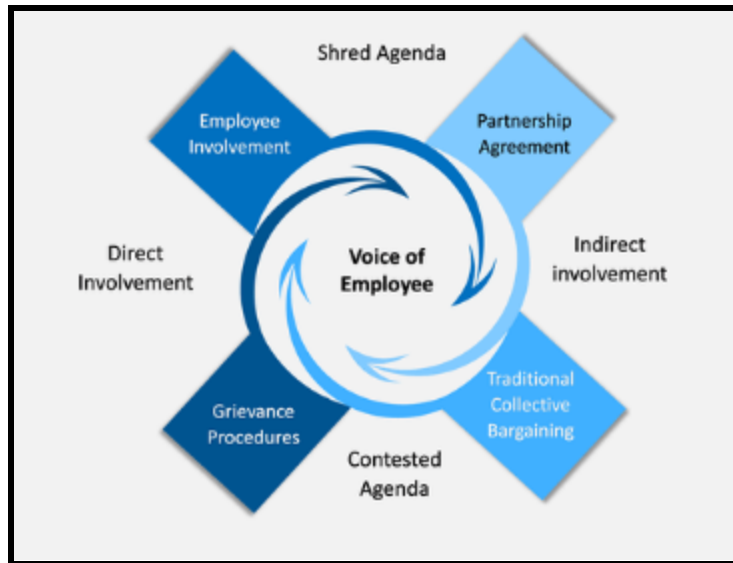 Shred Agenda
Employee
Involvement
Partnership
Agreement
Direct
Involvement
Voice of
Employee
Indirect
involvement
Grievance
Procedures
Traditional
Collective
Bargaining
Contested
Agenda